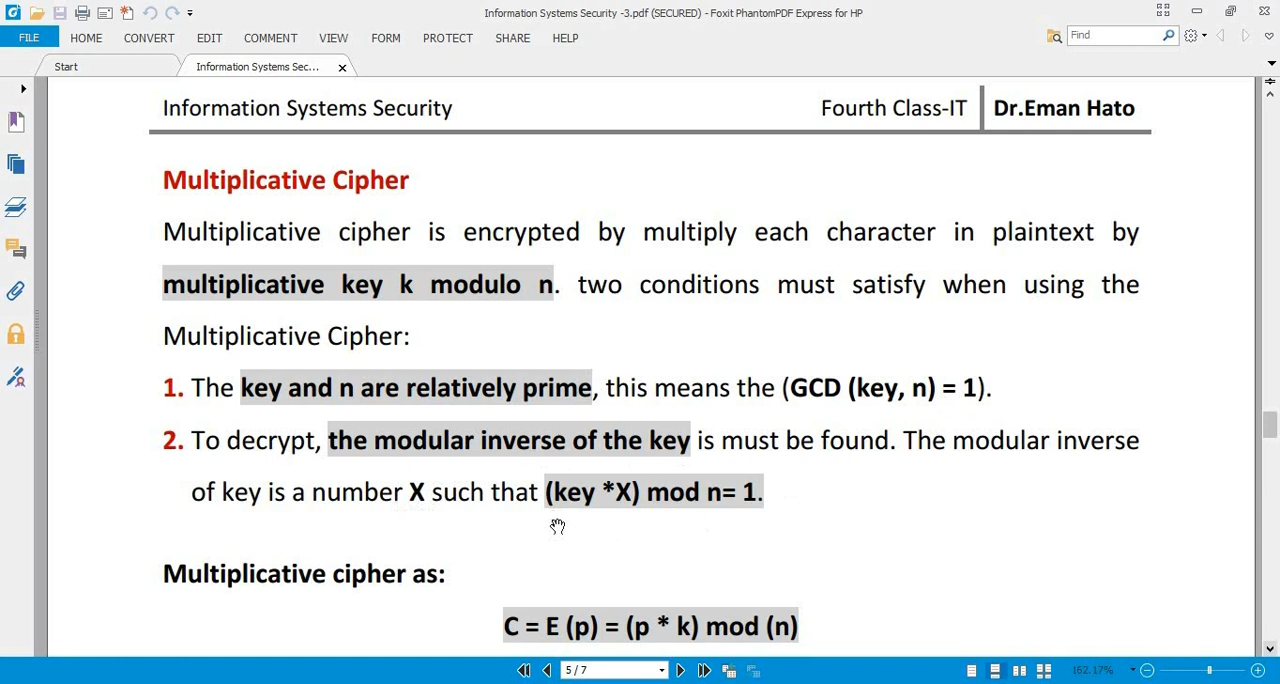 Information Systems Security -3.pdf (SECURED) - Foxit PhantomPDF Express for HP
FILE HOME CONVERT EDIT COMMENT VIEW FORM PROTECT SHARE HELP
Find
Start
Information Systems Sec...
Information Systems Security Fourth Class-IT Dr.Eman Hato
Multiplicative Cipher
Multiplicative cipher is encrypted by multiply each character in plaintext by
multiplicative key k modulo n. two conditions must satisfy when using the
Multiplicative Cipher:
1. The key and n are relatively prime, this means the (GCD (key, n) = 1).
2. To decrypt, the modular inverse of the key is must be found. The modular inverse
of key is a number X such that (key *X) mod n= 1.
Multiplicative cipher as:
C = E (p) = (p * k) mod (n)
5 / 7
162.17%